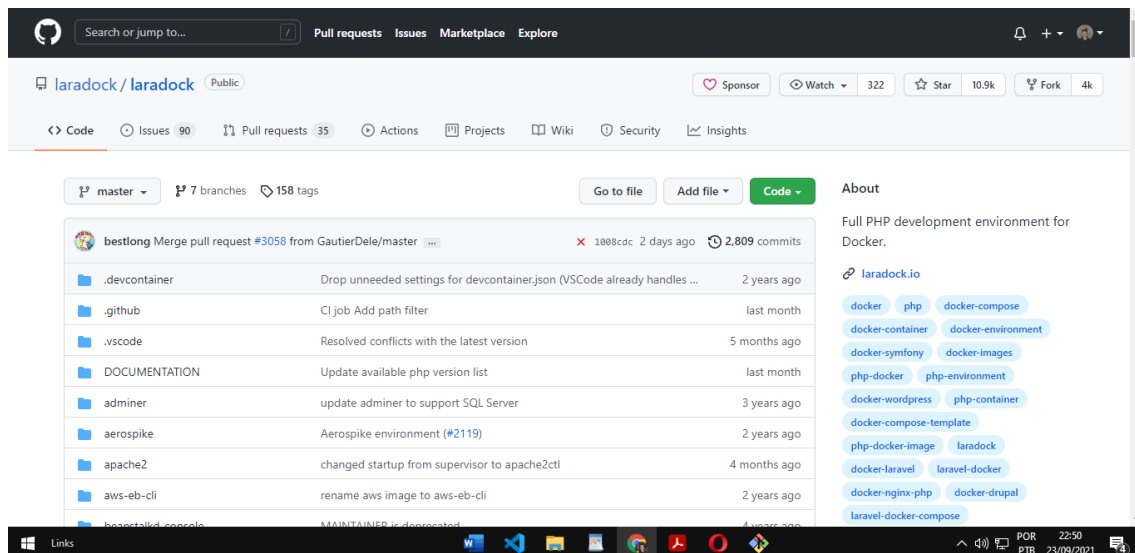 Search or jump to... / Pull requests Issues Marketplace Explore
laradock / laradock Public
Sponsor Watch 322 Star 10.9k Fork 4k
<> Code Issues 90 Pull requests 35 Actions Projects Wiki Security Insights
master 7 branches 158 tags Go to file Add file Code
bestlong Merge pull request #3058 from GautierDele/master ... 1008cdc 2 days ago 2,809 commits
.devcontainer Drop unneeded settings for devcontainer.json (VSCode already handles ... 2 years ago
.github CI job Add path filter last month
.vscode Resolved conflicts with the latest version 5 months ago
DOCUMENTATION Update available php version list last month
adminer update adminer to support SQL Server 3 years ago
aerospike Aerospike environment (#2119) 2 years ago
apache2 changed startup from supervisor to apache2ctl 4 months ago
aws-eb-cli rename aws image to aws-eb-cli 2 years ago
beanstalkd-console MAINTAINER is deprecated 4 years ago
About
Full PHP development environment for
Docker.
laradock.io
docker php docker-compose
docker-container docker-environment
docker-symfony docker-images
php-docker php-environment
docker-wordpress php-container
docker-compose-template
php-docker-image laradock
docker-laravel laravel-docker
docker-nginx-php docker-drupal
laravel-docker-compose
Links POR 22:50
PTB 23/09/2021 4